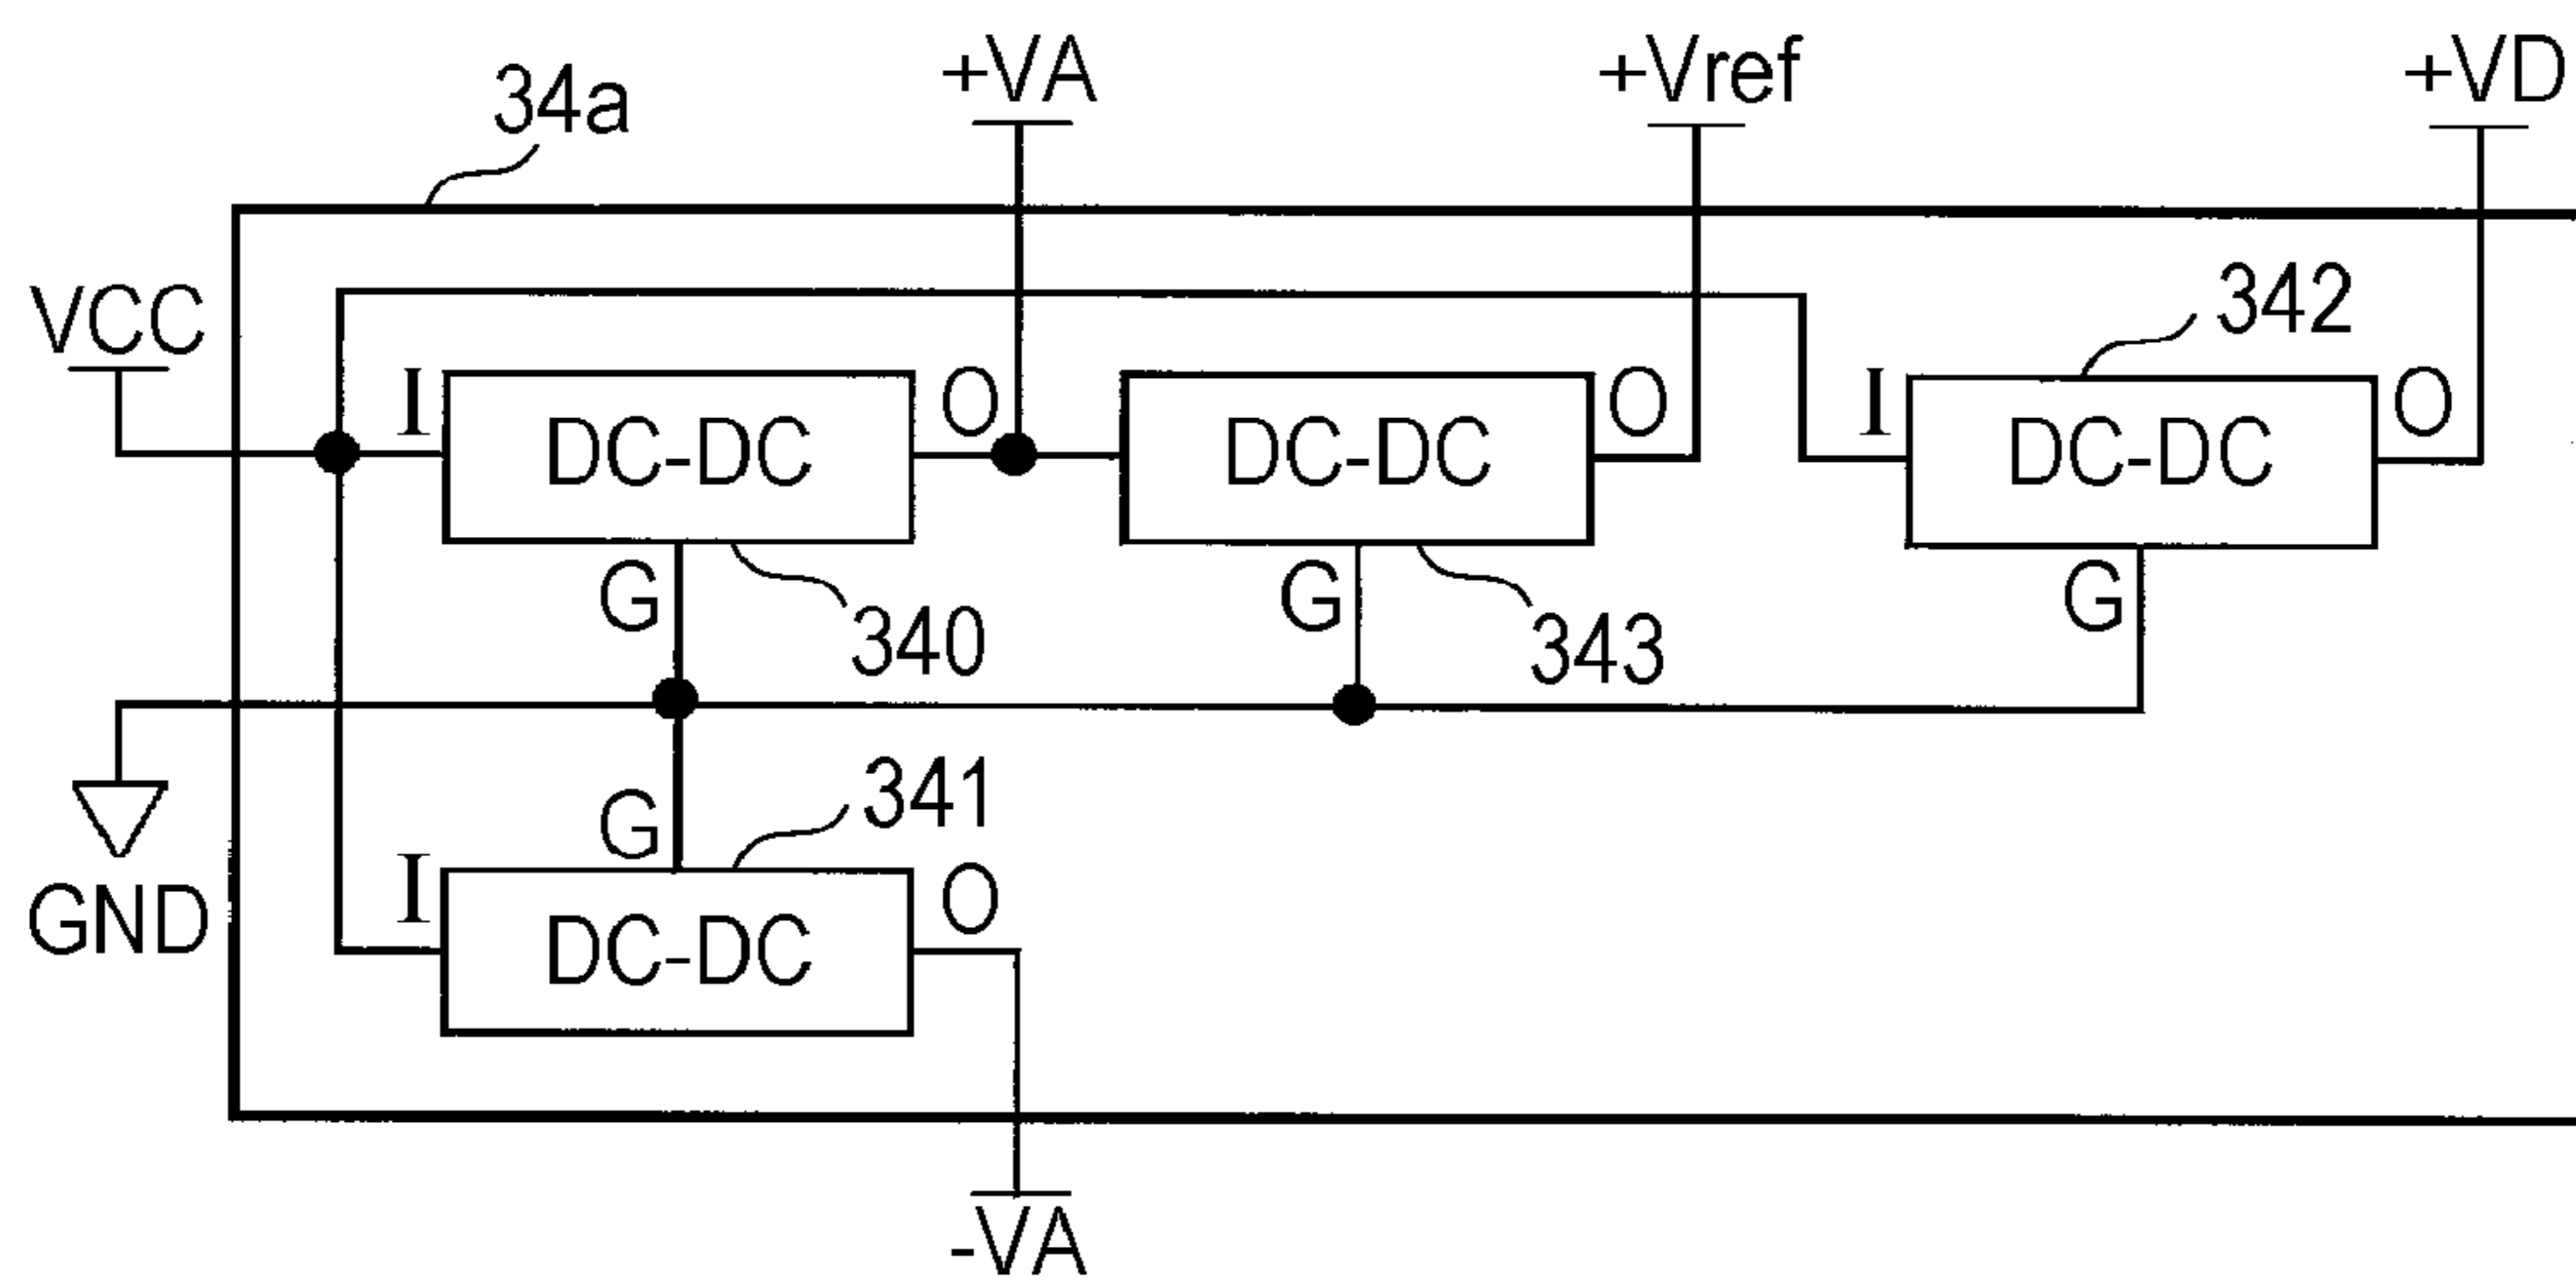 34a
+VA
+Vref
+VD
VCC
342
I
DC-DC
O
DC-DC
O
I
DC-DC
O
G
340
G
343
G
GND
G
341
I
DC-DC
O
-VA